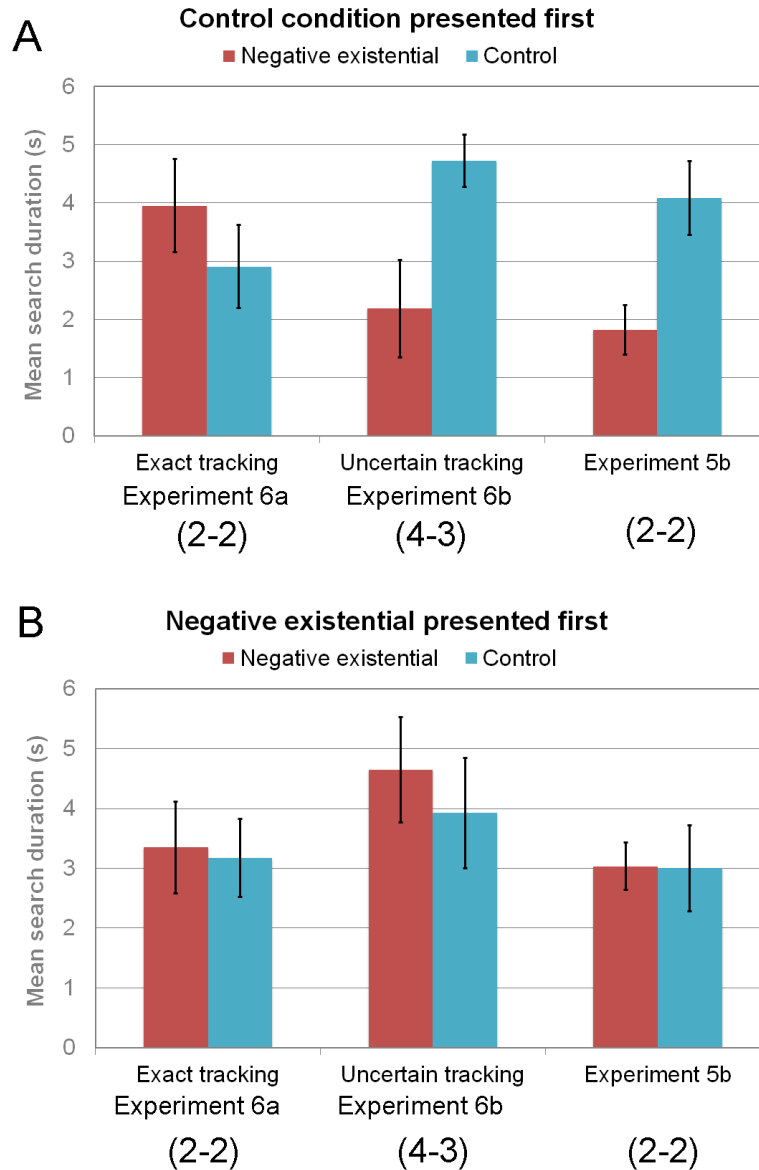 A
Control condition presented first
Negative existential Control
Mean search duration (s)
6
5
4
3
2
1
0
Exact tracking Uncertain tracking Experiment 5b
Experiment 6a Experiment 6b
(2-2) (4-3) (2-2)
B
Negative existential presented first
Negative existential Control
Mean search duration (s)
6
5
4
3
2
1
0
Exact tracking Uncertain tracking Experiment 5b
Experiment 6a Experiment 6b
(2-2) (4-3) (2-2)